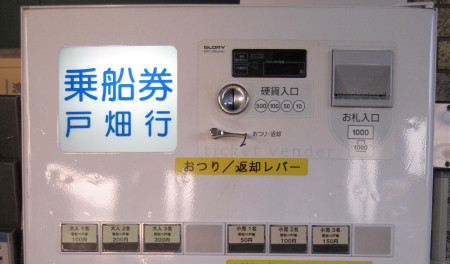 乗船券
戸畑行
GLORY
硬貨入口
500 100 50 10
お札入口
1000
1000
おつり・返却
ticket vender
おつり／返却レバー
大人1名
100円
大人2名
200円
大人3名
300円
小児1名
50円
小児2名
100円
小児3名
150円